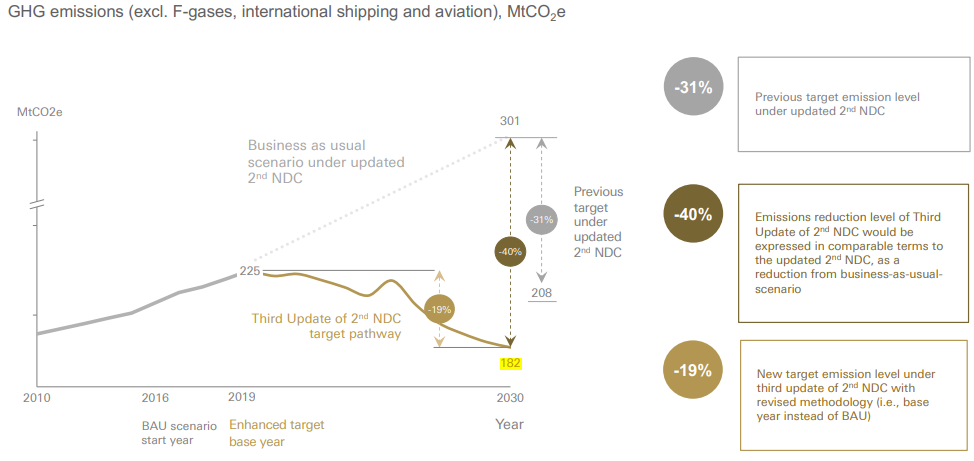 GHG emissions (excl. F-gases, international shipping and aviation), MtCO₂e
MtCO2e
301
Business as usual
scenario under updated
2ⁿᵈ NDC
Previous
target
under
updated
2ⁿᵈ NDC
-31%
-40%
225
208
Third Update of 2ⁿᵈ NDC
target pathway
-19%
182
2010
2016
2019
2030
BAU scenario
start year
Enhanced target
base year
Year
-31%
Previous target emission level
under updated 2ⁿᵈ NDC
-40%
Emissions reduction level of Third
Update of 2ⁿᵈ NDC would be
expressed in comparable terms to
the updated 2ⁿᵈ NDC, as a
reduction from business-as-usual-
scenario
-19%
New target emission level under
third update of 2ⁿᵈ NDC with
revised methodology (i.e., base
year instead of BAU)